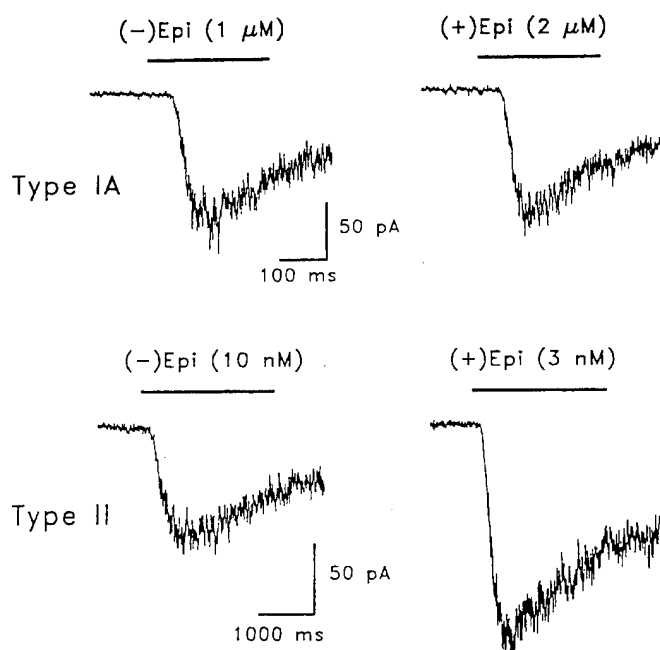 (−)Epi (1 μM)
(+)Epi (2 μM)
Type IA
50 pA
100 ms
(−)Epi (10 nM)
(+)Epi (3 nM)
Type II
50 pA
1000 ms